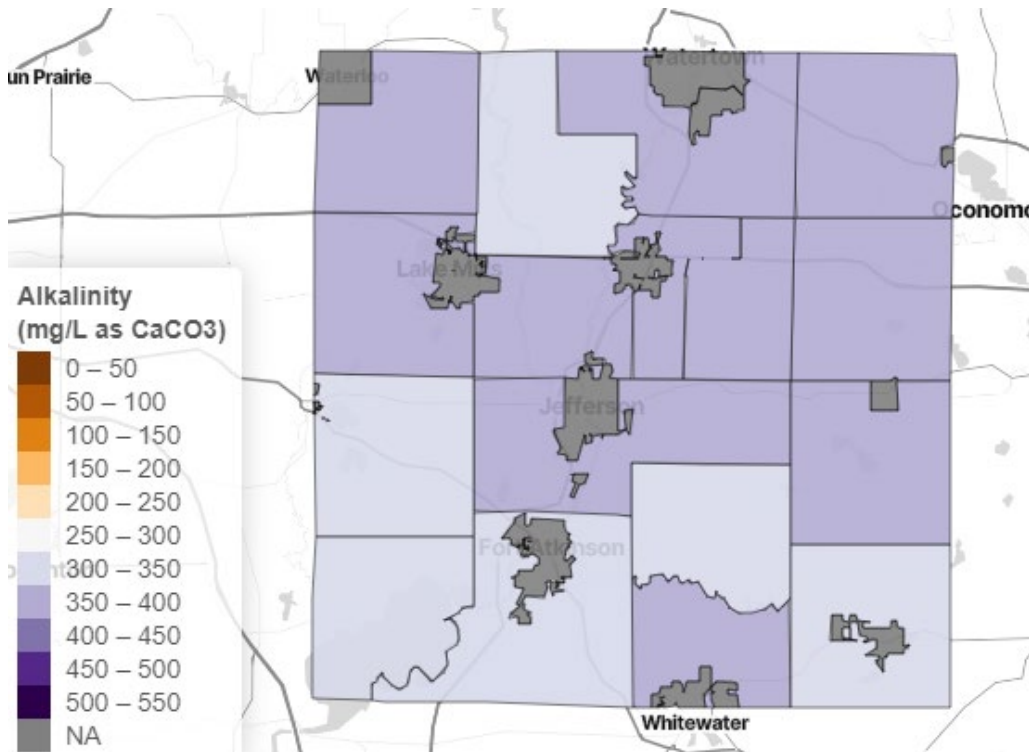 un Prairie
Waterloo
Watertown
Oconomo
Lake Mills
Alkalinity
(mg/L as CaCO3)
0 – 50
50 – 100
100 – 150
150 – 200
200 – 250
250 – 300
300 – 350
350 – 400
400 – 450
450 – 500
500 – 550
NA
Jefferson
Fort Atkinson
Whitewater